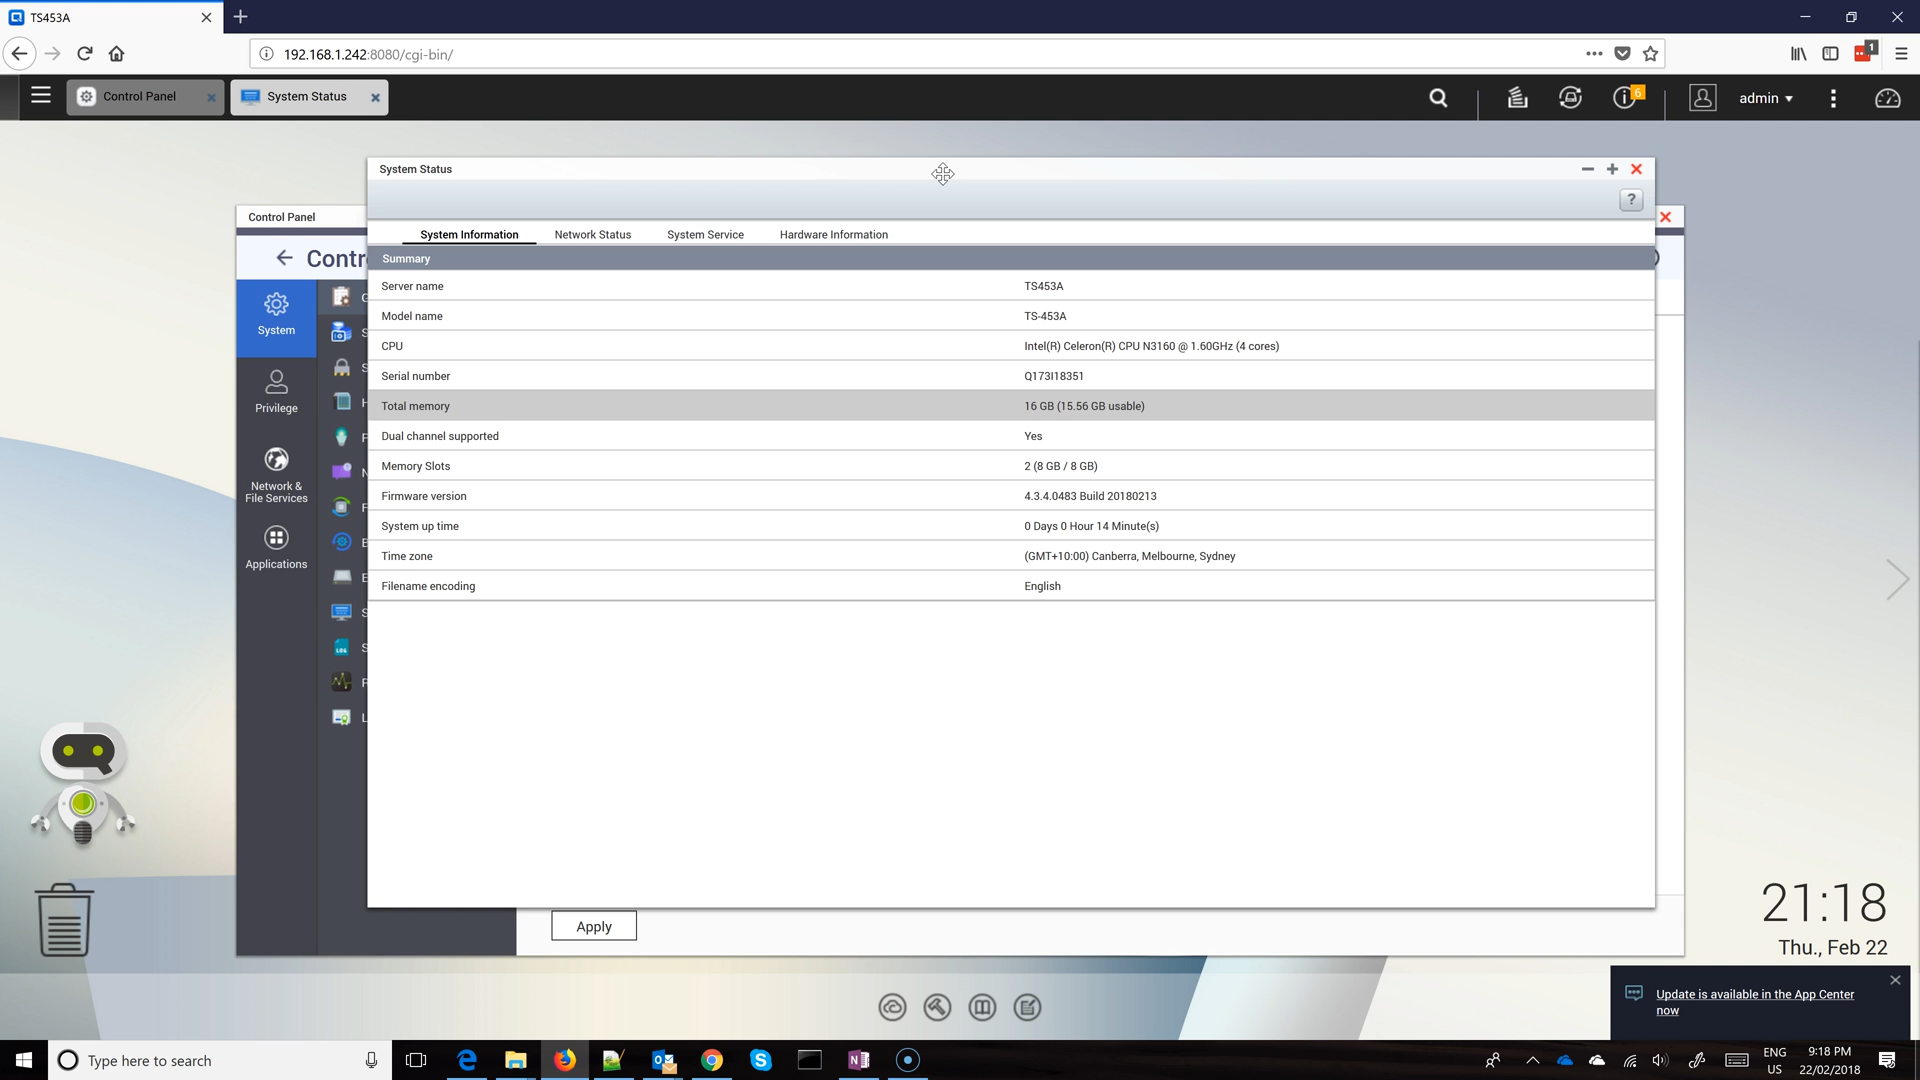 TS453A
192.168.1.242:8080/cgi-bin/
1
Control Panel
System Status
6
admin
System Status
?
Control Panel
System Information
Network Status
System Service
Hardware Information
Contr
Summary
Server name
TS453A
Model name
TS-453A
CPU
Intel(R) Celeron(R) CPU N3160 @ 1.60GHz (4 cores)
Serial number
Q173I18351
Total memory
16 GB (15.56 GB usable)
Dual channel supported
Yes
Memory Slots
2 (8 GB / 8 GB)
Firmware version
4.3.4.0483 Build 20180213
System up time
0 Days 0 Hour 14 Minute(s)
Time zone
(GMT+10:00) Canberra, Melbourne, Sydney
Filename encoding
English
System
Privilege
Network &
File Services
Applications
LOG
Apply
21:18
Thu., Feb 22
Update is available in the App Center
now
Type here to search
ENG
US
9:18 PM
22/02/2018